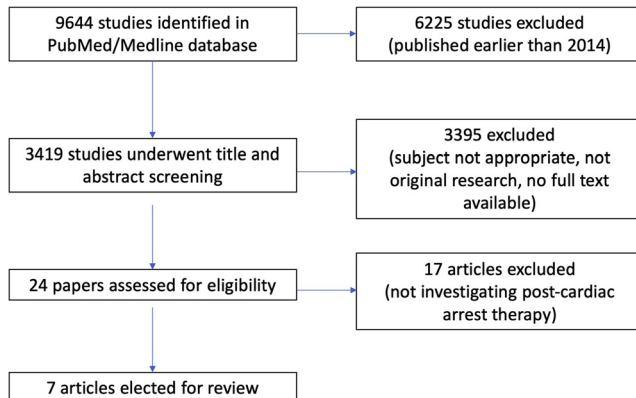 9644 studies identified in
PubMed/Medline database
6225 studies excluded
(published earlier than 2014)
3419 studies underwent title and
abstract screening
3395 excluded
(subject not appropriate, not
original research, no full text
available)
24 papers assessed for eligibility
17 articles excluded
(not investigating post-cardiac
arrest therapy)
7 articles elected for review